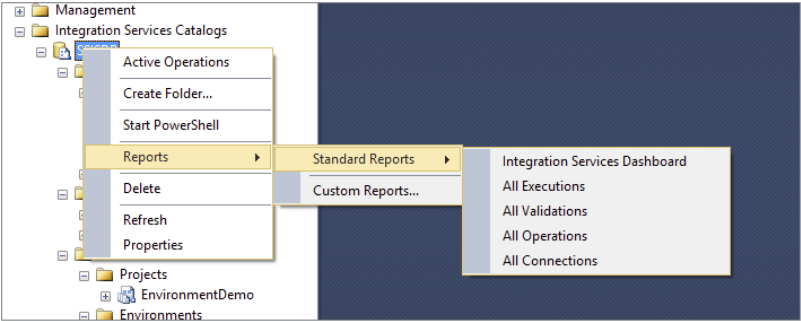 Management
Integration Services Catalogs
SSISDB
Active Operations
Create Folder...
Start PowerShell
Reports
Delete
Refresh
Properties
Standard Reports
Custom Reports...
Integration Services Dashboard
All Executions
All Validations
All Operations
All Connections
Projects
EnvironmentDemo
Environments